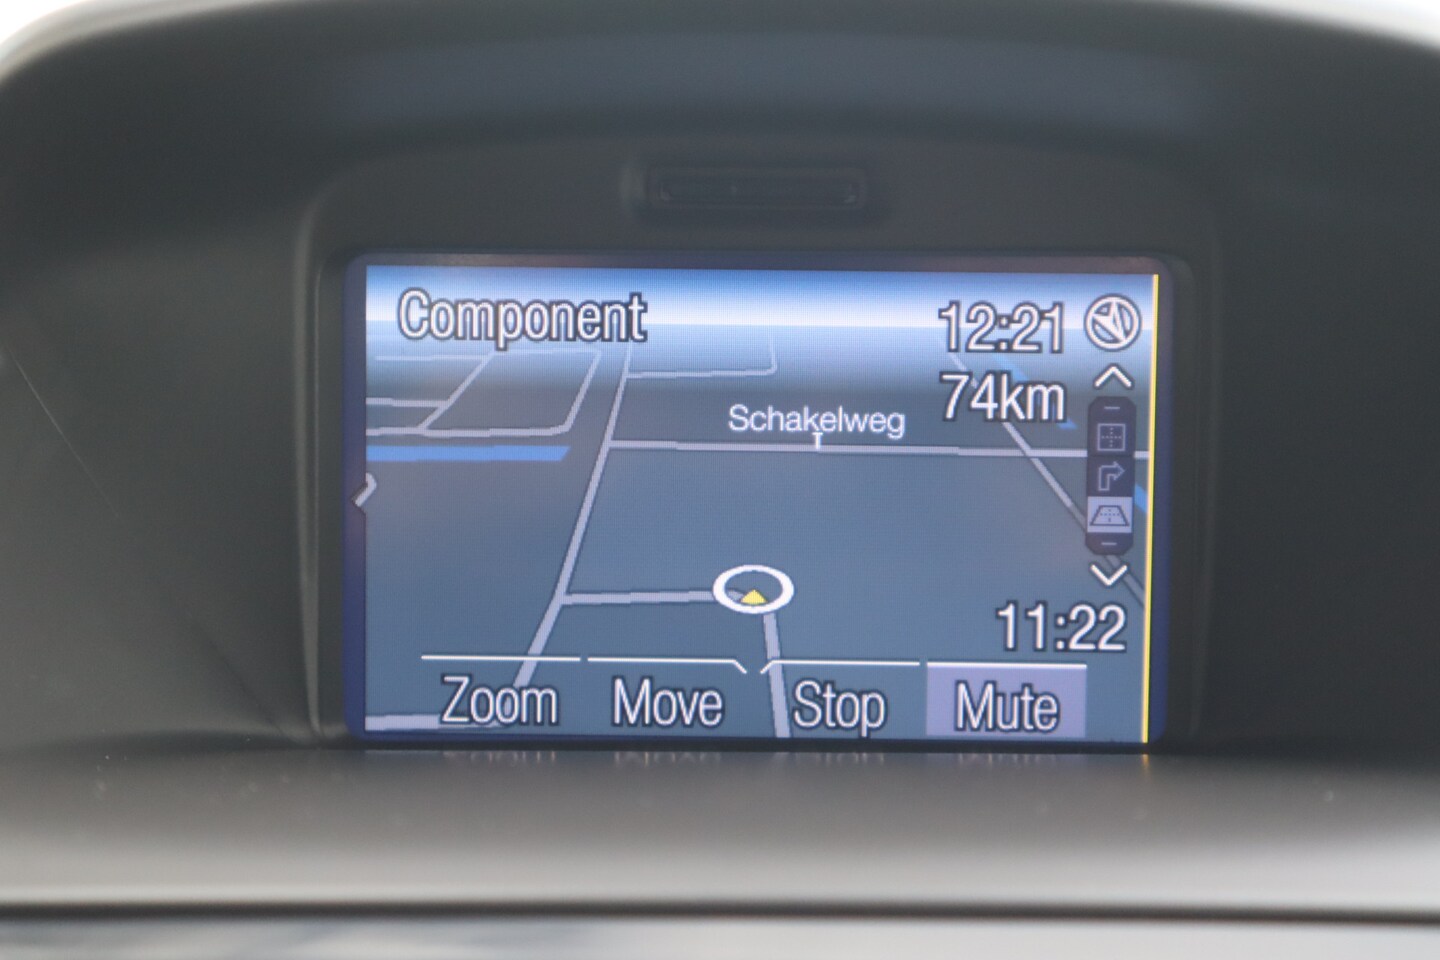 Component
12:21
74km
Schakelweg
11:22
Zoom Move Stop Mute